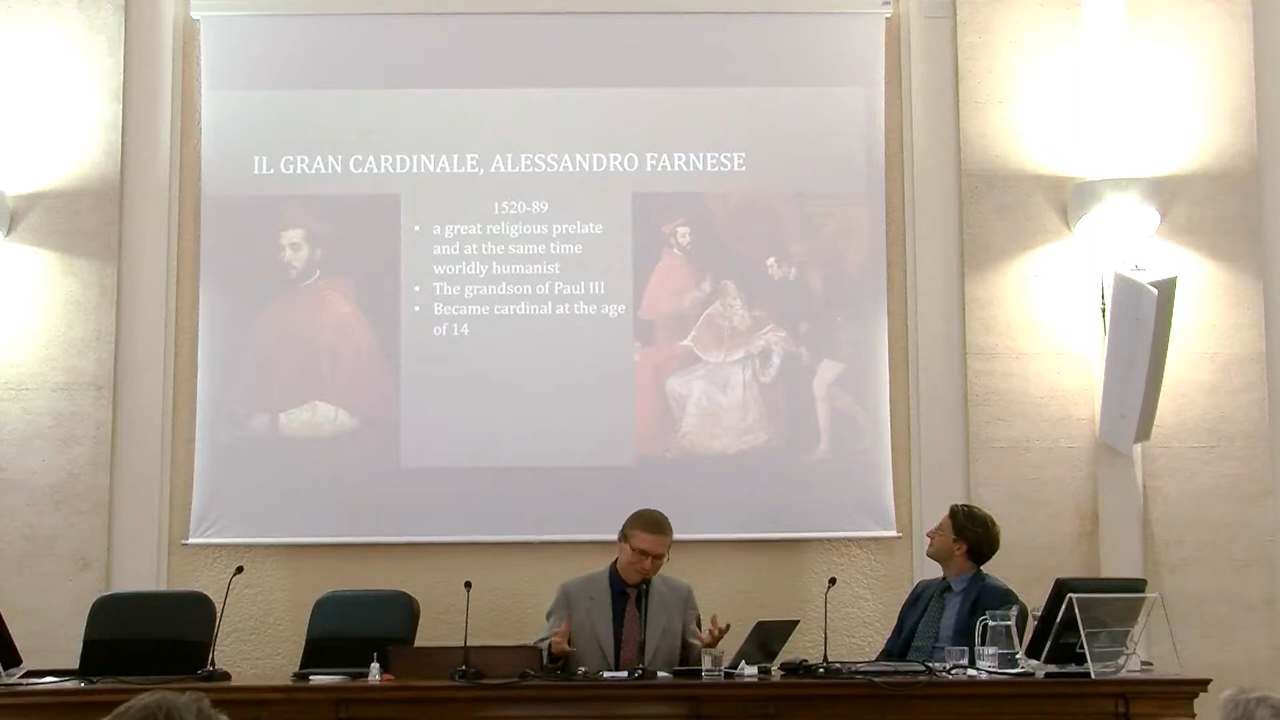 IL GRAN CARDINALE, ALESSANDRO FARNESE
1520-89
• a great religious prelate
and at the same time
worldly humanist
• The grandson of Paul III
• Became cardinal at the age
of 14